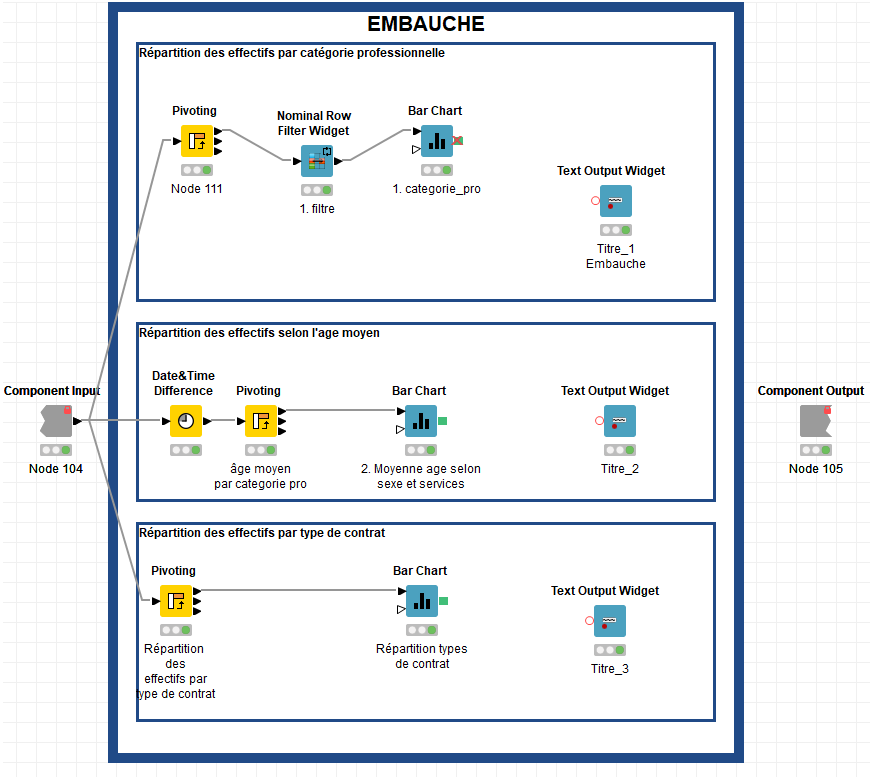 EMBAUCHE
Répartition des effectifs par catégorie professionnelle
Pivoting
Node 111
Nominal Row
Filter Widget
1. filtre
Bar Chart
1. categorie_pro
Text Output Widget
Titre_1
Embauche
Répartition des effectifs selon l'age moyen
Component Input
Node 104
Date&Time
Difference
Pivoting
âge moyen
par categorie pro
Bar Chart
2. Moyenne age selon
sexe et services
Text Output Widget
Titre_2
Component Output
Node 105
Répartition des effectifs par type de contrat
Pivoting
Répartition
des
effectifs par
type de contrat
Bar Chart
Répartition types
de contrat
Text Output Widget
Titre_3